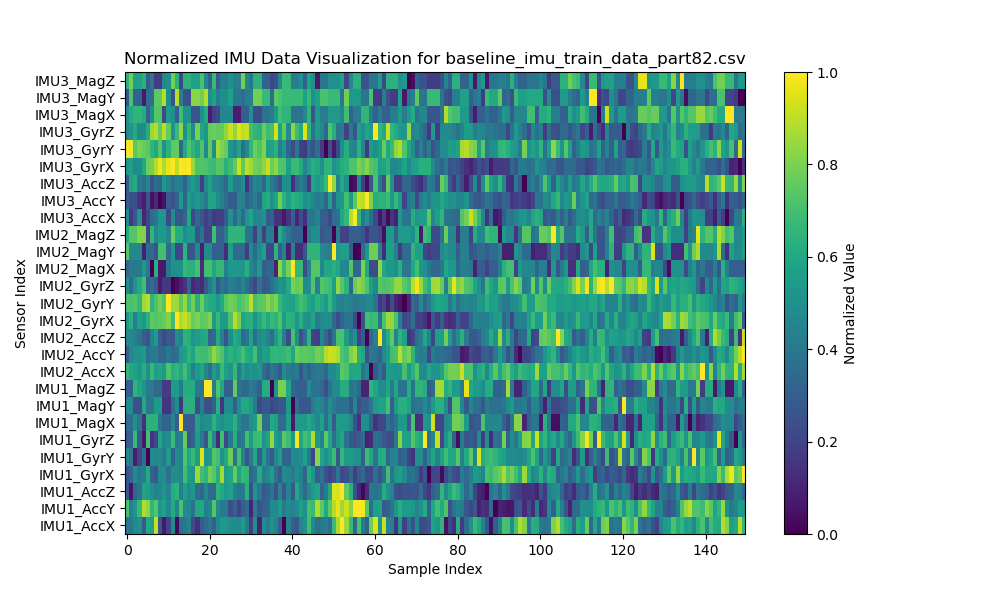 Normalized IMU Data Visualization for baseline_imu_train_data_part82.csv
IMU3_MagZ
IMU3_MagY
IMU3_MagX
IMU3_GyrZ
IMU3_GyrY
IMU3_GyrX
IMU3_AccZ
IMU3_AccY
IMU3_AccX
IMU2_MagZ
IMU2_MagY
IMU2_MagX
IMU2_GyrZ
IMU2_GyrY
IMU2_GyrX
IMU2_AccZ
IMU2_AccY
IMU2_AccX
IMU1_MagZ
IMU1_MagY
IMU1_MagX
IMU1_GyrZ
IMU1_GyrY
IMU1_GyrX
IMU1_AccZ
IMU1_AccY
IMU1_AccX
Sensor Index
0 20 40 60 80 100 120 140
Sample Index
1.0
0.8
0.6
0.4
0.2
0.0
Normalized Value